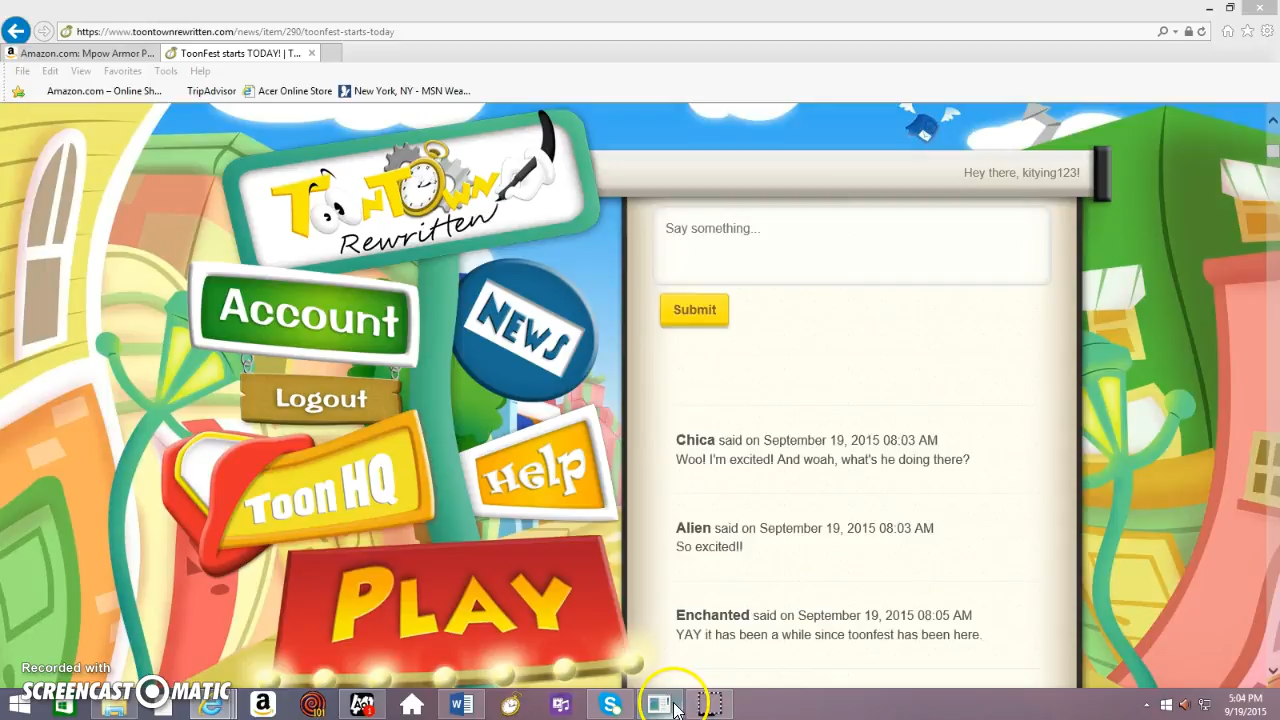 https://www.toontownrewritten.com/news/item/290/toonfest-starts-today
Amazon.com: Mpow Armor P...
ToonFest starts TODAY! | T...
File Edit View Favorites Tools Help
Amazon.com – Online Sh... TripAdvisor Acer Online Store New York, NY - MSN Wea...
TOONTOWN
Rewritten
Hey there, kitying123!
Say something...
Submit
Account
NEWS
Logout
Help
Toon HQ
PLAY
Chica said on September 19, 2015 08.03 AM
Woo! I'm excited! And woah, what's he doing there?
Alien said on September 19, 2015 08:03 AM
So excited!!
Enchanted said on September 19, 2015 08:05 AM
YAY it has been a while since toonfest has been here.
Recorded with
SCREENCAST MATIC
101
1
5:04 PM
9/19/2015